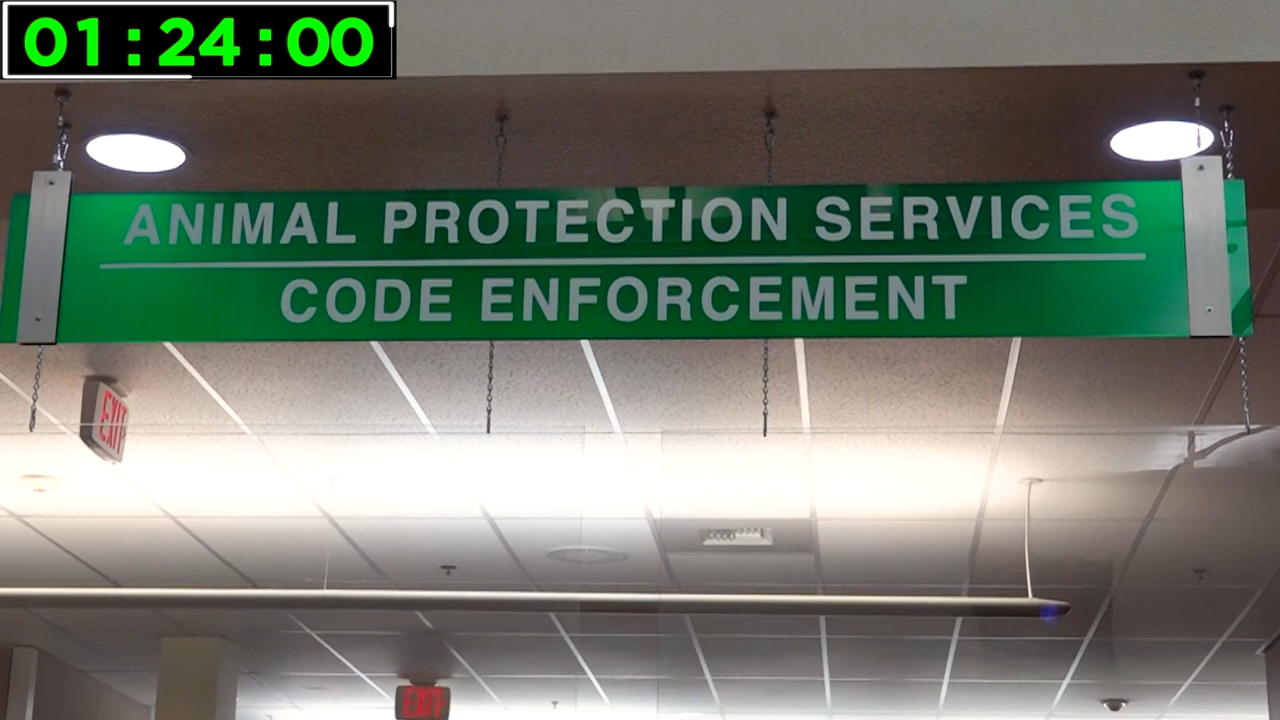 01:24:00
ANIMAL PROTECTION SERVICES
CODE ENFORCEMENT
EXIT
EXIT